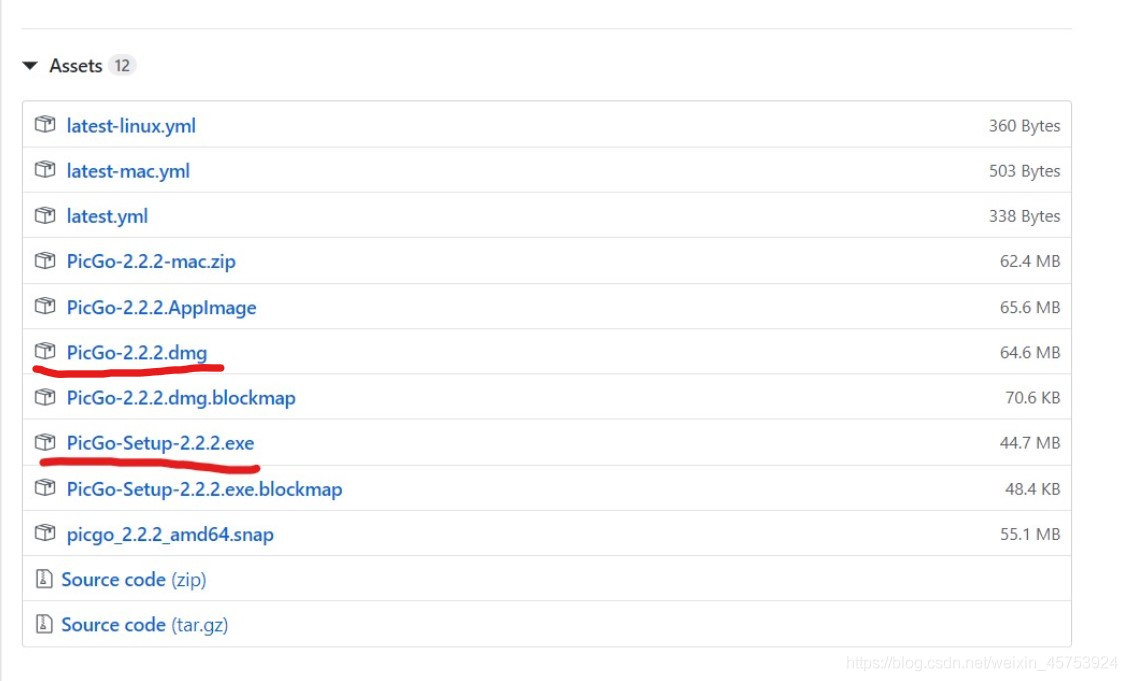 Assets 12
latest-linux.yml 360 Bytes
latest-mac.yml 503 Bytes
latest.yml 338 Bytes
PicGo-2.2.2-mac.zip 62.4 MB
PicGo-2.2.2.AppImage 65.6 MB
PicGo-2.2.2.dmg 64.6 MB
PicGo-2.2.2.dmg.blockmap 70.6 KB
PicGo-Setup-2.2.2.exe 44.7 MB
PicGo-Setup-2.2.2.exe.blockmap 48.4 KB
picgo_2.2.2_amd64.snap 55.1 MB
Source code (zip)
Source code (tar.gz)
https://blog.csdn.net/weixin_45753924